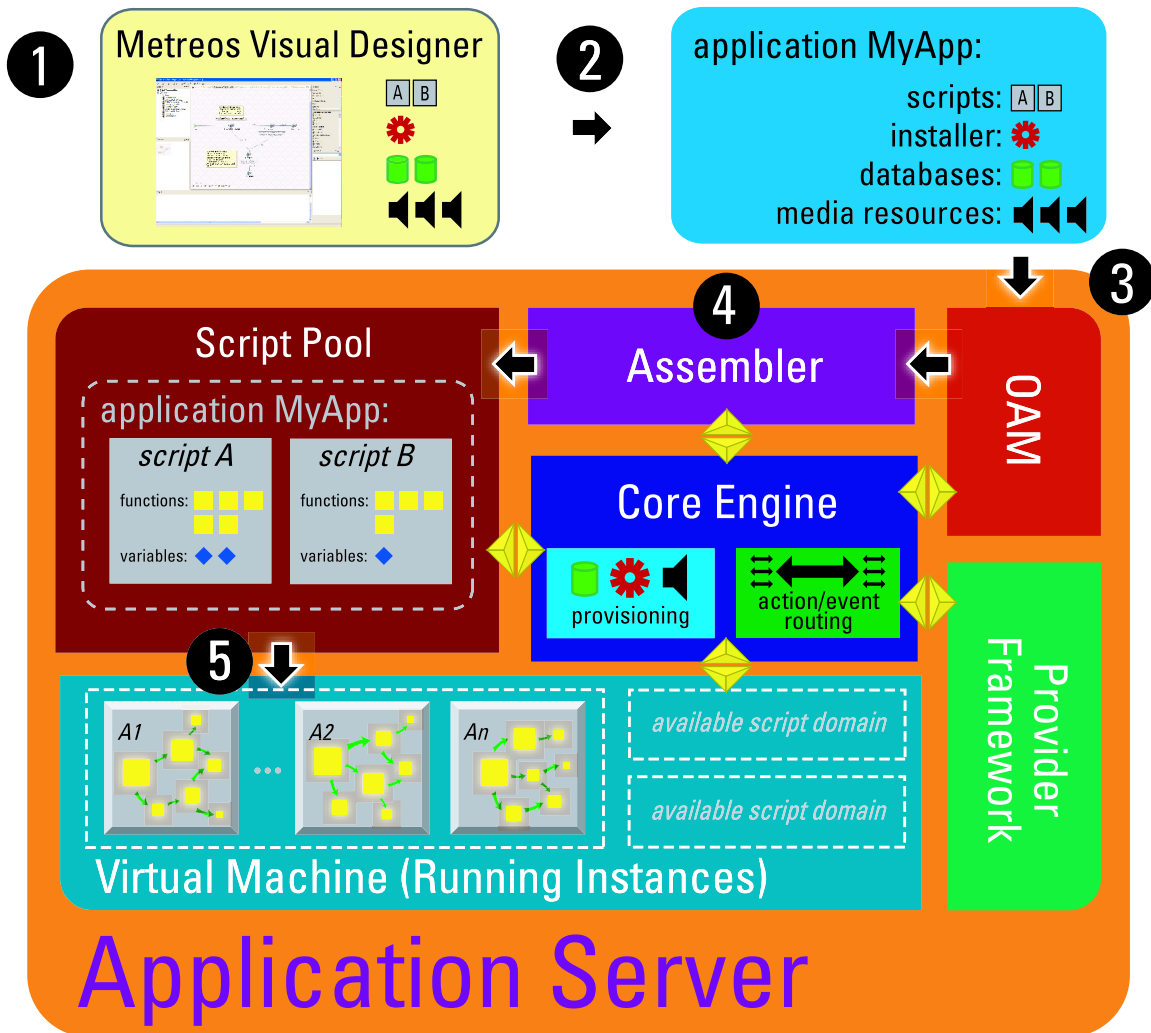 1
Metreos Visual Designer
A B
2
application MyApp:
scripts: A B
installer:
databases:
media resources:
3
4
Script Pool
application MyApp:
script A
functions:
variables:
script B
functions:
variables:
Assembler
OAM
Core Engine
provisioning
action/event
routing
Provider
Framework
5
A1
...
A2
An
available script domain
available script domain
Virtual Machine (Running Instances)
Application Server